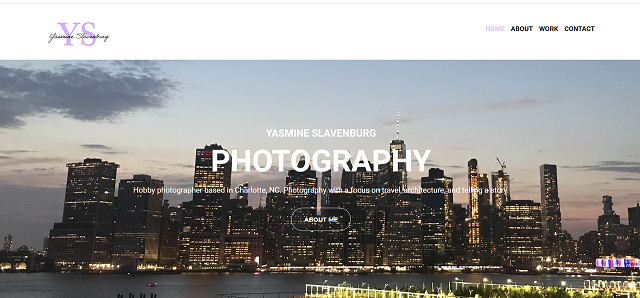 YS
Yasmine Slavenburg
HOME ABOUT WORK CONTACT
YASMINE SLAVENBURG
PHOTOGRAPHY
Hobby photographer based in Charlotte, NC. Photography with a focus on travel, architecture, and telling a story.
ABOUT ME